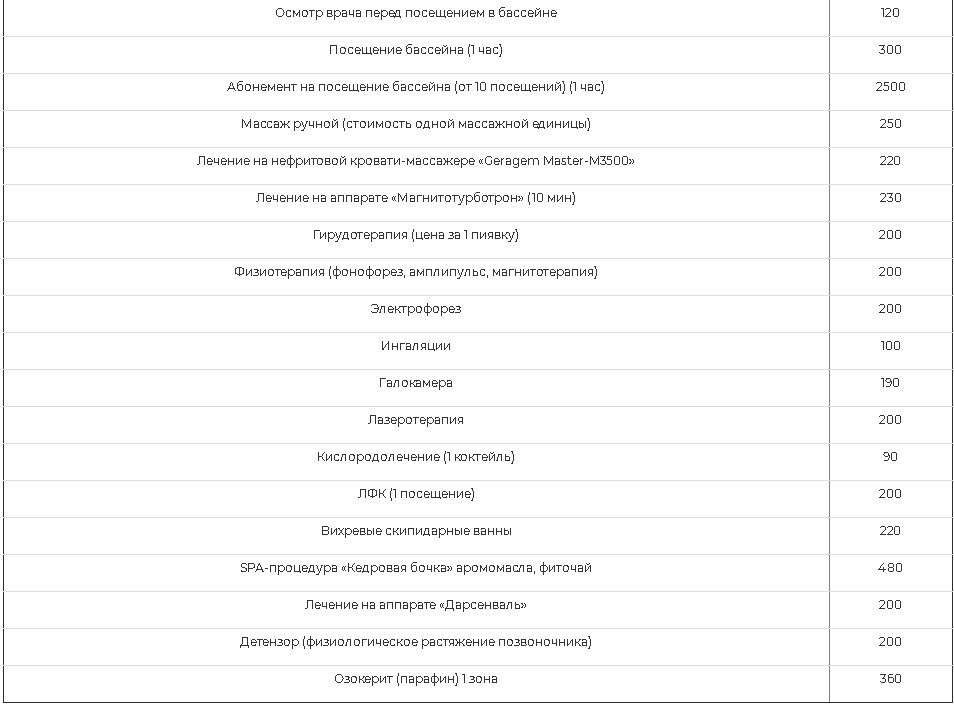 Осмотр врача перед посещением в бассейне 120
Посещение бассейна (1 час) 300
Абонемент на посещение бассейна (от 10 посещений) (1 час) 2500
Массаж ручной (стоимость одной массажной единицы) 250
Лечение на нефритовой кровати-массажере «Geragem Master-M3500» 220
Лечение на аппарате «Магнитотурботрон» (10 мин) 230
Гирудотерапия (цена за 1 пиявку) 200
Физиотерапия (фонофорез, амплипульс, магнитотерапия) 200
Электрофорез 200
Ингаляции 100
Галокамера 190
Лазеротерапия 200
Кислородолечение (1 коктейль) 90
ЛФК (1 посещение) 200
Вихревые скипидарные ванны 220
SPA-процедура «Кедровая бочка» аромомасла, фиточай 480
Лечение на аппарате «Дарсенваль» 200
Детензор (физиологическое растяжение позвоночника) 200
Озокерит (парафин) 1 зона 360